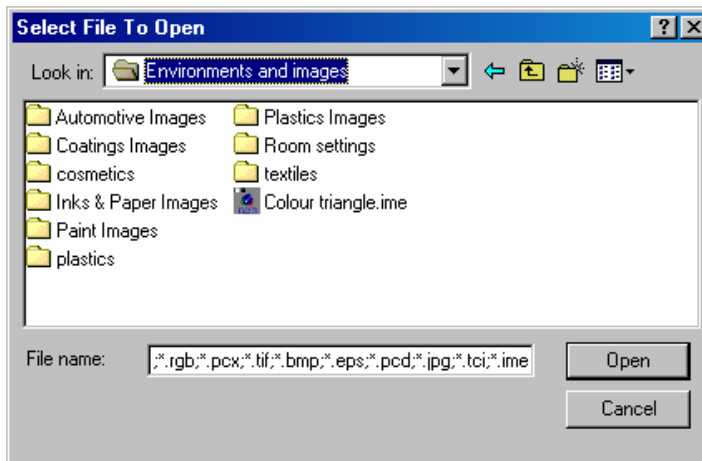 Select File To Open
Look in: Environments and images
Automotive Images
Coatings Images
cosmetics
Inks & Paper Images
Paint Images
plastics
Plastics Images
Room settings
textiles
Colour triangle.ime
File name: ;*.rgb;*.pcx;*.tif;*.bmp;*.eps;*.pcd;*.jpg;*.tci;*.ime
Open
Cancel